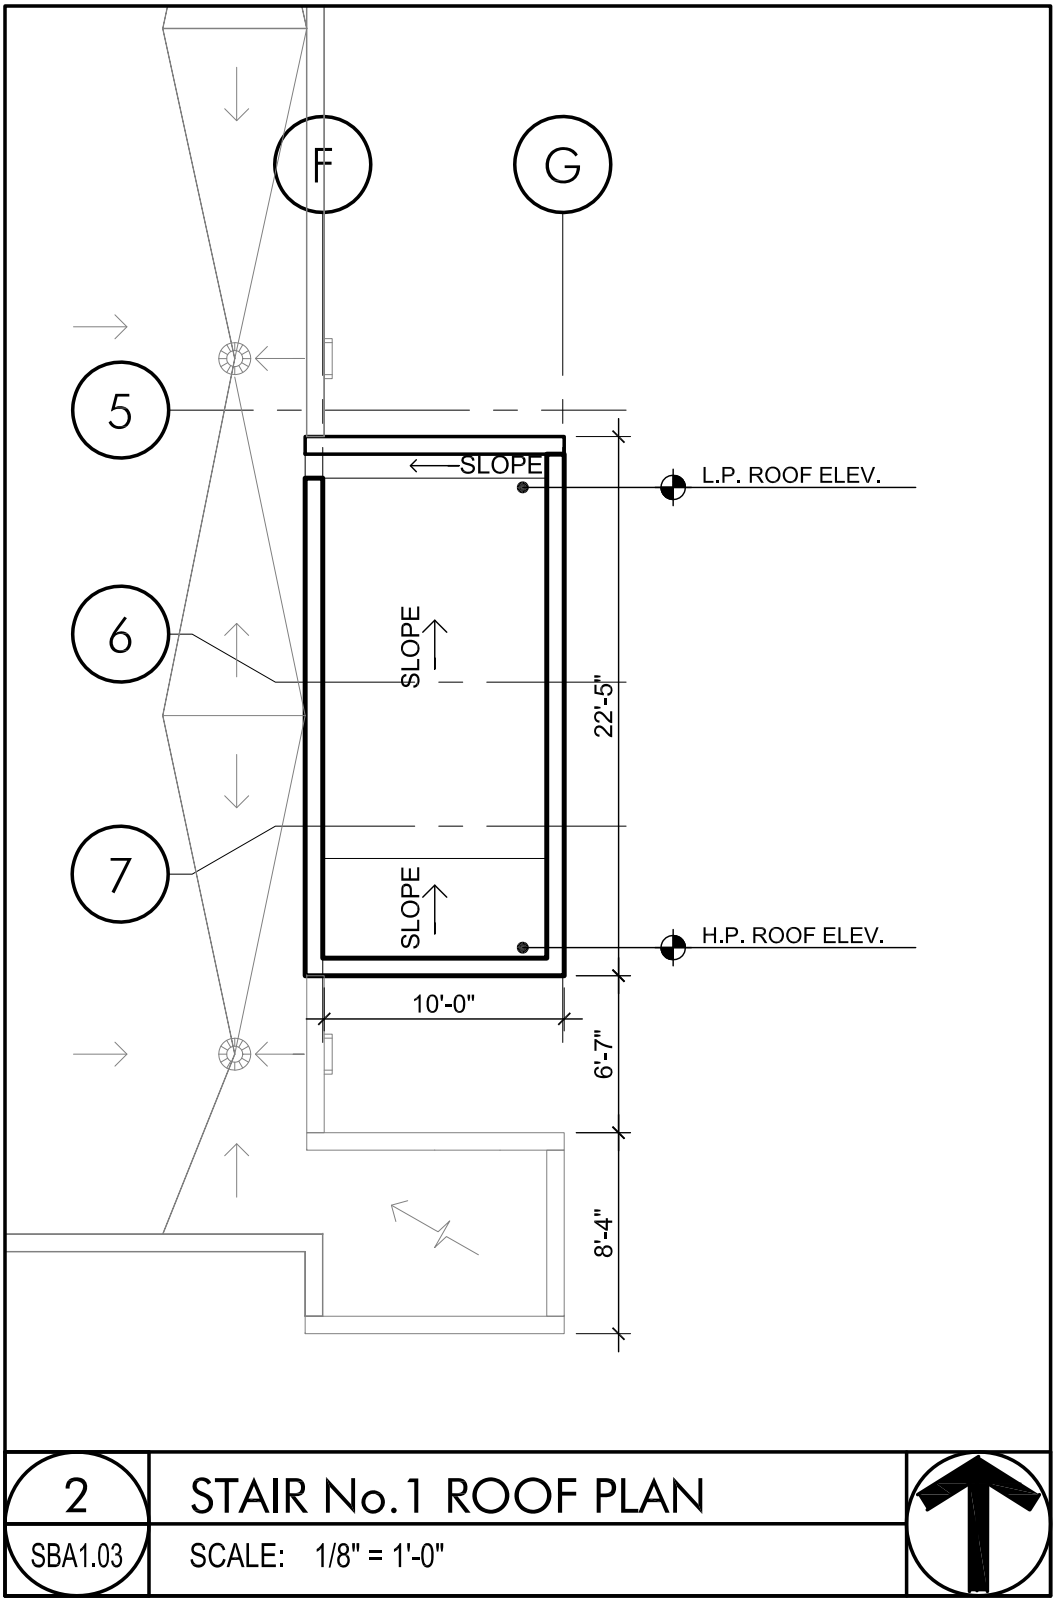 F
G
5
SLOPE
L.P. ROOF ELEV.
6
SLOPE
22'-5"
7
SLOPE
H.P. ROOF ELEV.
10'-0"
6'-7"
8'-4"
2
STAIR No.1 ROOF PLAN
SBA1.03
SCALE: 1/8" = 1'-0"